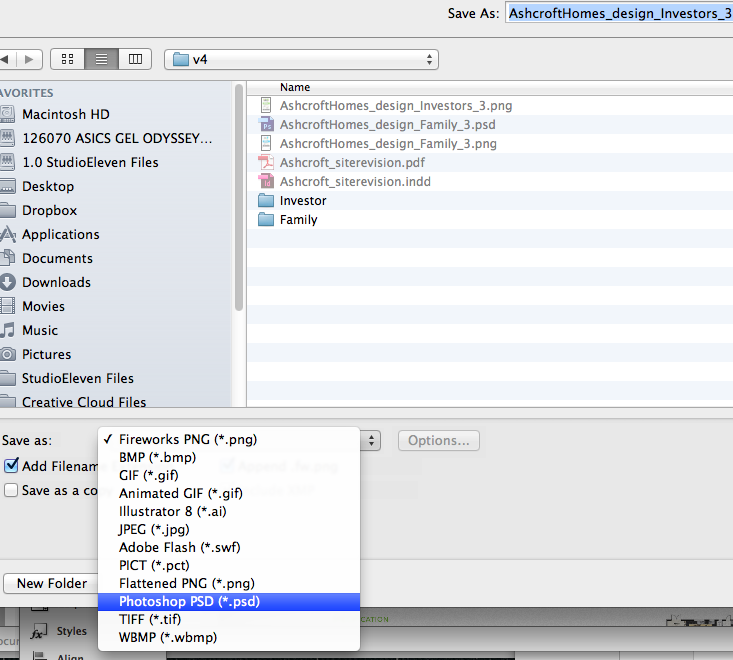 Save As: AshcroftHomes_design_Investors_3
v4
AVORITES
Macintosh HD
126070 ASICS GEL ODYSSEY...
1.0 StudioEleven Files
Desktop
Dropbox
Applications
Documents
Downloads
Movies
Music
Pictures
StudioEleven Files
Creative Cloud Files
Name
AshcroftHomes_design_Investors_3.png
AshcroftHomes_design_Family_3.psd
AshcroftHomes_design_Family_3.png
Ashcroft_siterevision.pdf
Ashcroft_siterevision.indd
Investor
Family
Save as:
Add Filenam
Save as a co
Fireworks PNG (*.png)
BMP (*.bmp)
GIF (*.gif)
Animated GIF (*.gif)
Illustrator 8 (*.ai)
JPEG (*.jpg)
Adobe Flash (*.swf)
PICT (*.pct)
Flattened PNG (*.png)
Photoshop PSD (*.psd)
TIFF (*.tif)
WBMP (*.wbmp)
Options...
New Folder
CATION
Styles
Align